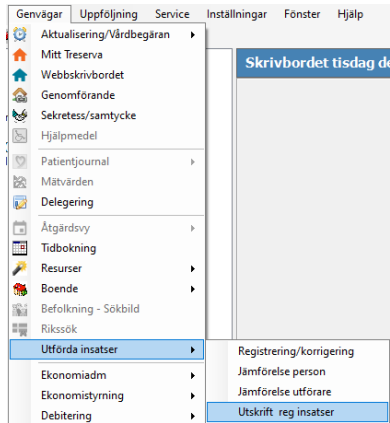 Genvägar Uppföljning Service Inställningar Fönster Hjälp
Aktualisering/Vårdbegäran
Mitt Treserva
Webbskrivbordet
Skrivbordet tisdag de
Genomförande
Sekretess/samtycke
Hjälpmedel
Patientjournal
Mätvärden
Delegering
Åtgärdsvy
Tidbokning
Resurser
Boende
Befolkning - Sökbild
Rikssök
Utförda insatser
Registrering/korrigering
Ekonomiadm
Jämförelse person
Ekonomistyrning
Jämförelse utförare
Debitering
Utskrift reg insatser